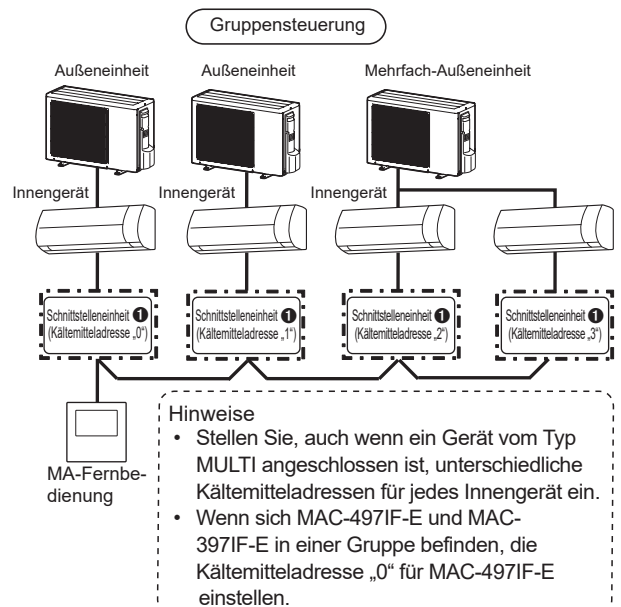 Gruppensteuerung
Außeneinheit Außeneinheit Mehrfach-Außeneinheit
Innengerät Innengerät Innengerät
Schnittstelleneinheit ❶ Schnittstelleneinheit ❶ Schnittstelleneinheit ❶ Schnittstelleneinheit ❶
(Kältemitteladresse „0“) (Kältemitteladresse „1“) (Kältemitteladresse „2“) (Kältemitteladresse „3“)
MA-Fernbe-
dienung
Hinweise
• Stellen Sie, auch wenn ein Gerät vom Typ
MULTI angeschlossen ist, unterschiedliche
Kältemitteladressen für jedes Innengerät ein.
• Wenn sich MAC-497IF-E und MAC-
397IF-E in einer Gruppe befinden, die
Kältemitteladresse „0“ für MAC-497IF-E
einstellen.